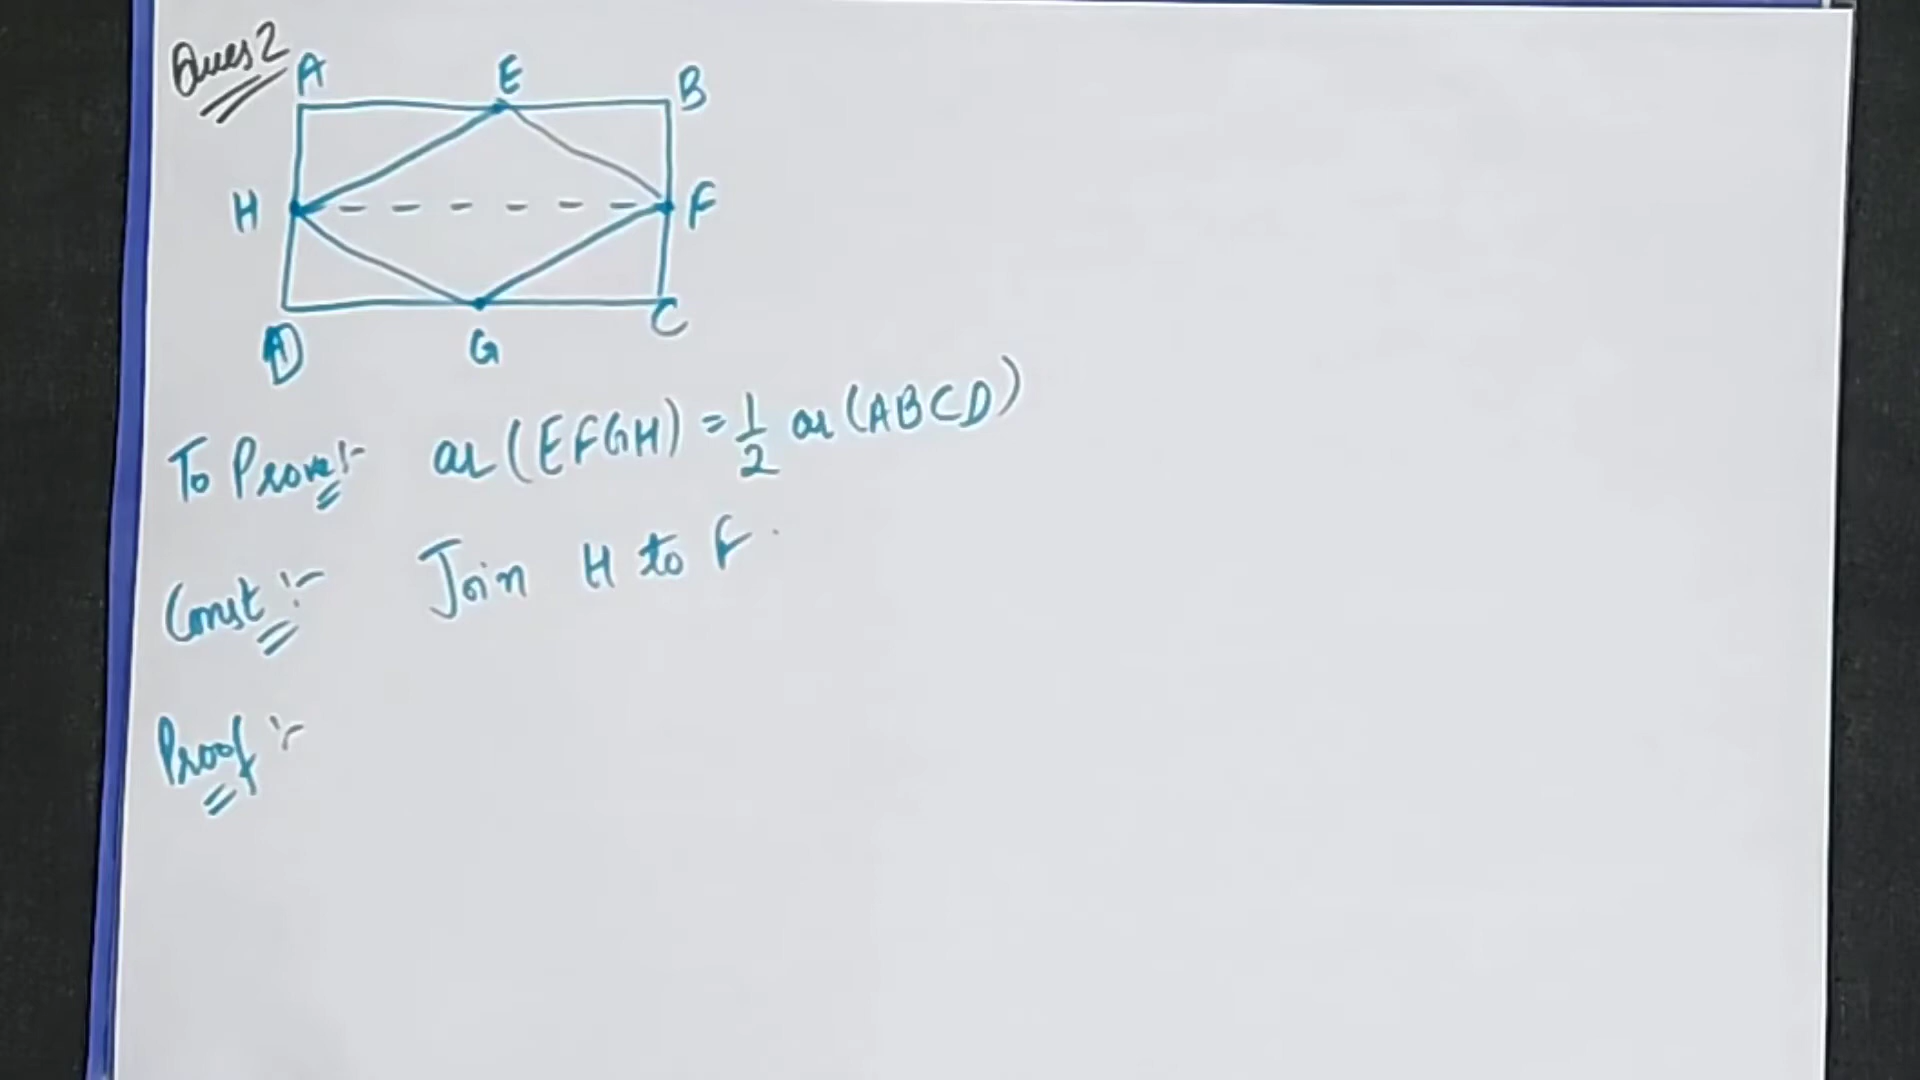 Ques 2
A E B
H F
D G C
To Prove:- ar (EFGH) = 1/2 ar (ABCD)
Const:- Join H to F.
Proof:-